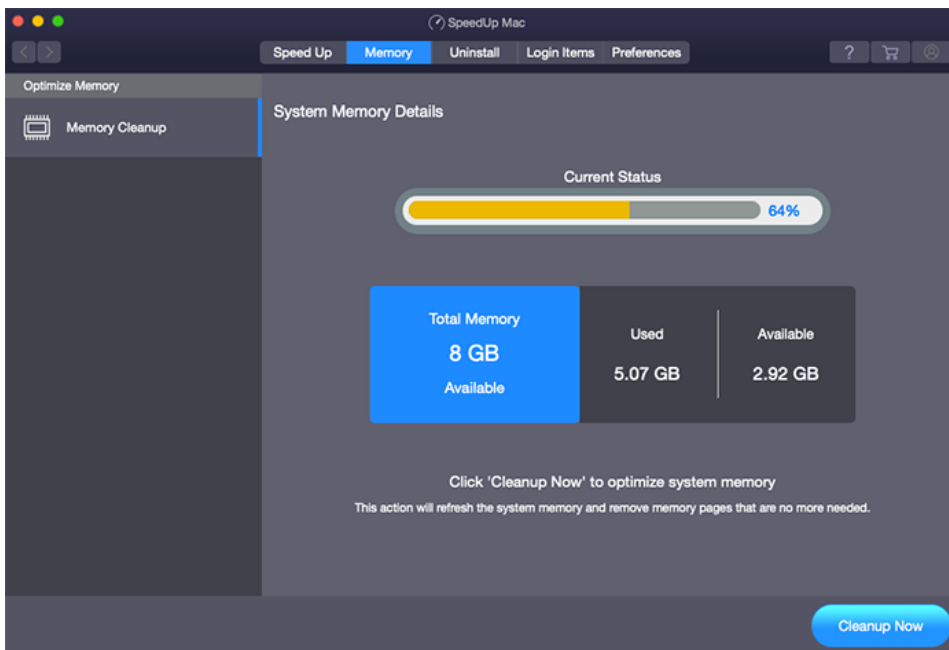 SpeedUp Mac
Speed Up Memory Uninstall Login Items Preferences ?
Optimize Memory
Memory Cleanup
System Memory Details
Current Status
64%
Total Memory
8 GB
Available
Used
5.07 GB
Available
2.92 GB
Click 'Cleanup Now' to optimize system memory
This action will refresh the system memory and remove memory pages that are no more needed.
Cleanup Now